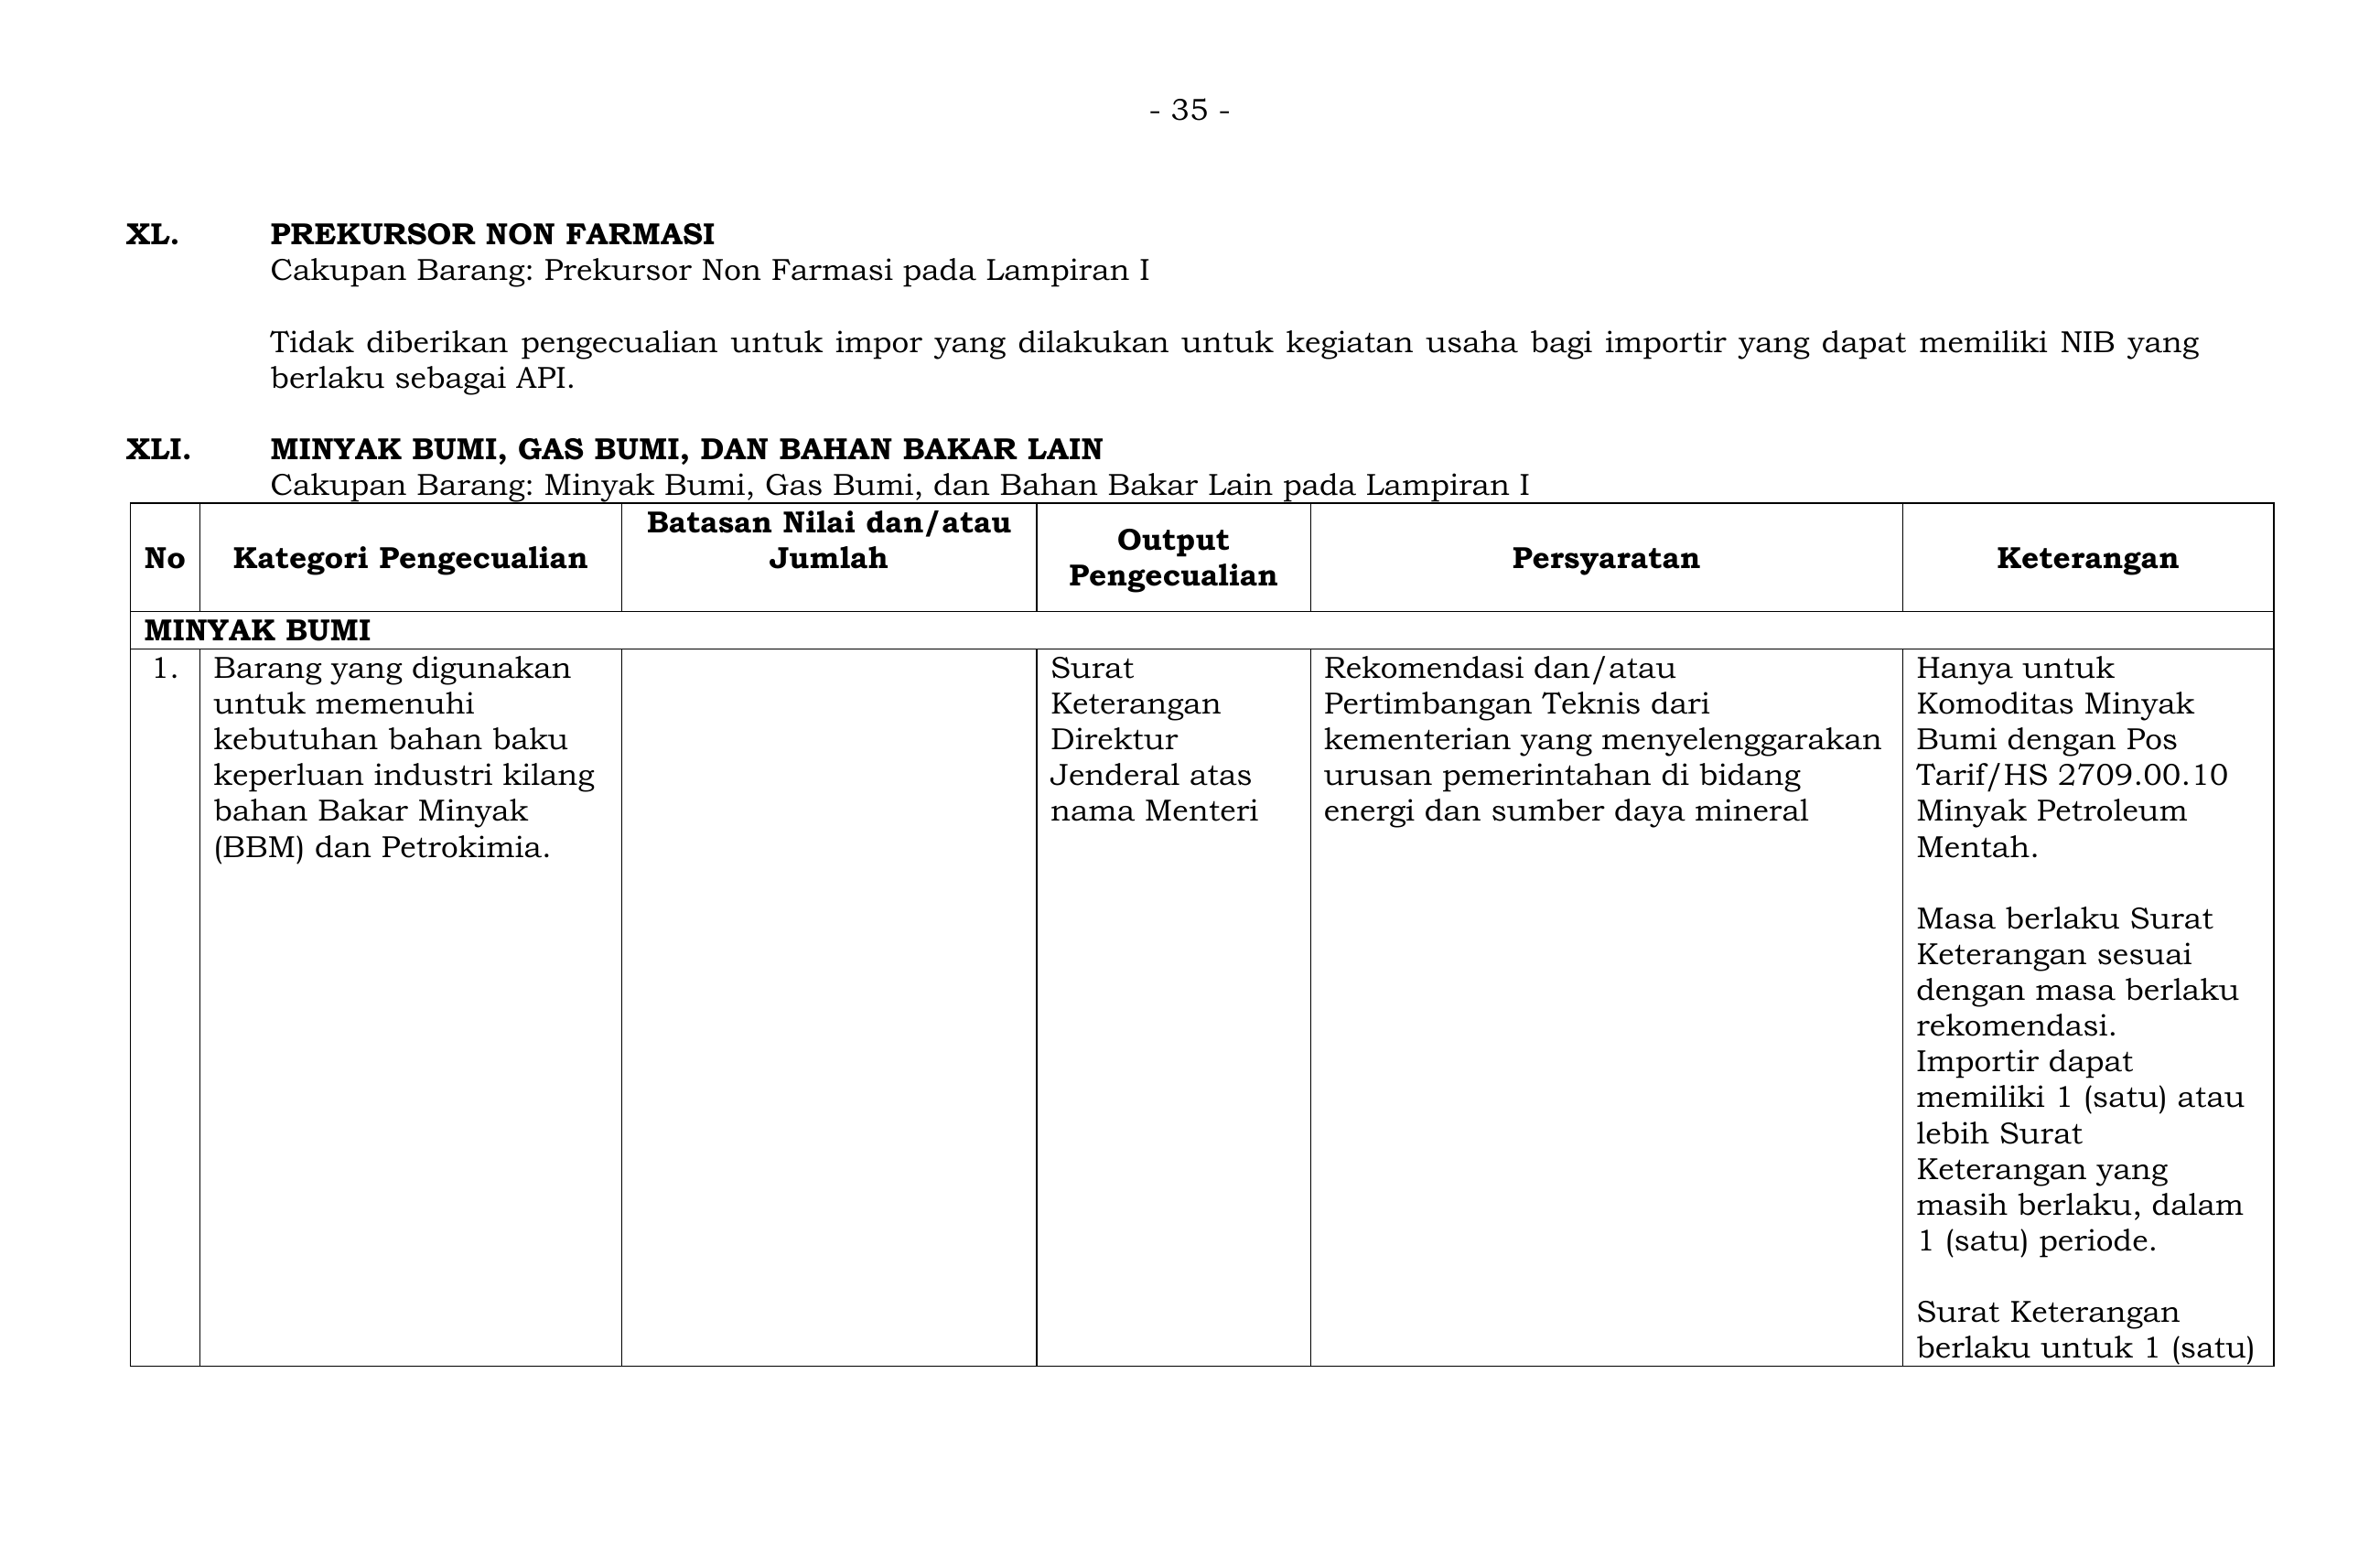 - 35 -
XL. PREKURSOR NON FARMASI
Cakupan Barang: Prekursor Non Farmasi pada Lampiran I
Tidak diberikan pengecualian untuk impor yang dilakukan untuk kegiatan usaha bagi importir yang dapat memiliki NIB yang
berlaku sebagai API.
XLI. MINYAK BUMI, GAS BUMI, DAN BAHAN BAKAR LAIN
Cakupan Barang: Minyak Bumi, Gas Bumi, dan Bahan Bakar Lain pada Lampiran I
No
Kategori Pengecualian
Batasan Nilai dan/atau
Jumlah
Output
Pengecualian
Persyaratan
Keterangan
MINYAK BUMI
1.
Barang yang digunakan
untuk memenuhi
kebutuhan bahan baku
keperluan industri kilang
bahan Bakar Minyak
(BBM) dan Petrokimia.
Surat
Keterangan
Direktur
Jenderal atas
nama Menteri
Rekomendasi dan/atau
Pertimbangan Teknis dari
kementerian yang menyelenggarakan
urusan pemerintahan di bidang
energi dan sumber daya mineral
Hanya untuk
Komoditas Minyak
Bumi dengan Pos
Tarif/HS 2709.00.10
Minyak Petroleum
Mentah.
Masa berlaku Surat
Keterangan sesuai
dengan masa berlaku
rekomendasi.
Importir dapat
memiliki 1 (satu) atau
lebih Surat
Keterangan yang
masih berlaku, dalam
1 (satu) periode.
Surat Keterangan
berlaku untuk 1 (satu)